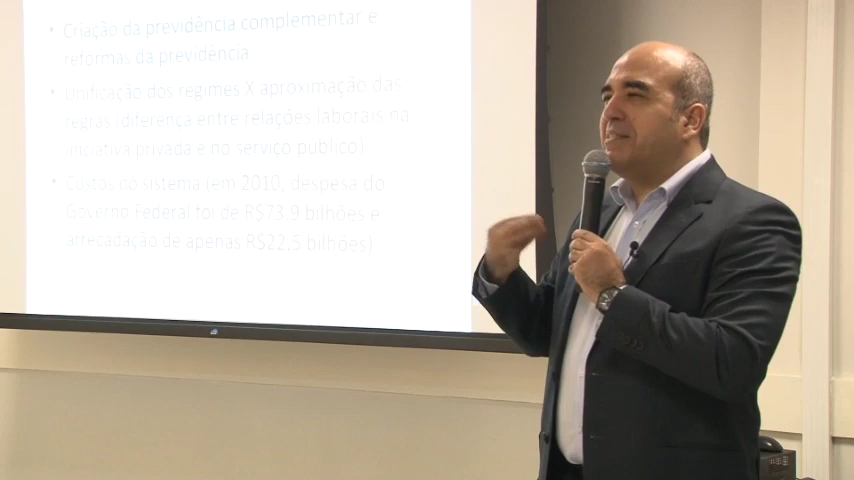 • Criação da previdência complementar e
reformas da previdência
• Unificação dos regimes X aproximação das
regras (diferença entre relações laborais na
iniciativa privada e no serviço público)
• Custos do sistema (em 2010, despesa do
Governo Federal foi de R$73,9 bilhões e
arrecadação de apenas R$22,5 bilhões)